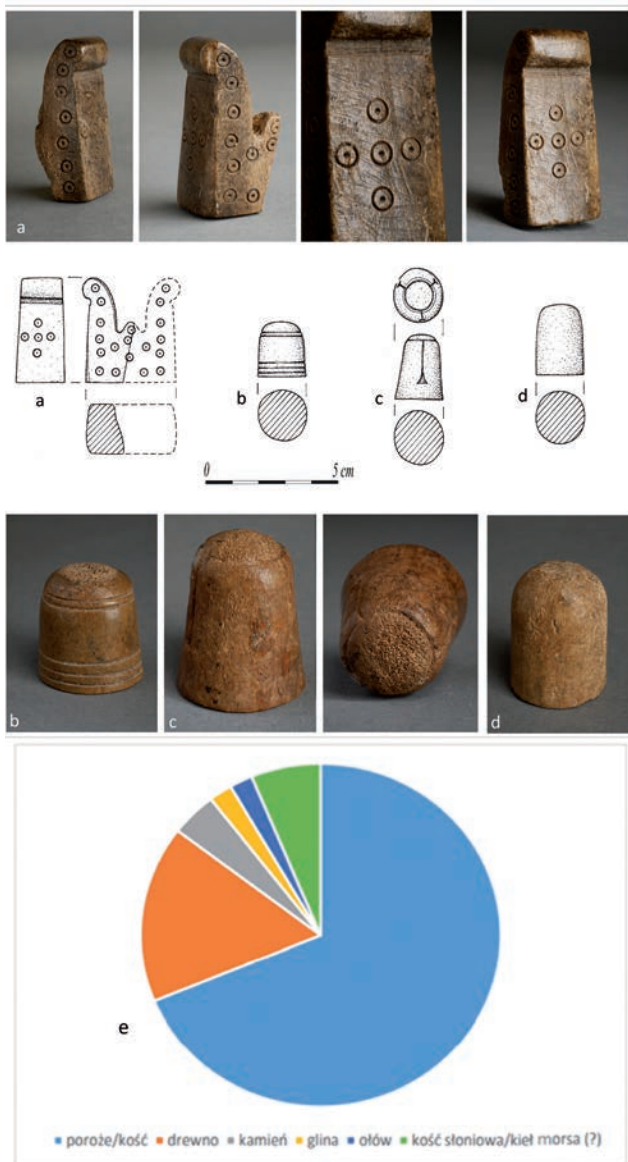 a
a
b
c
d
0 5 cm
b
c
d
e
poroże/kość drewno kamień glina ołów kość słoniowa/kieł morsa (?)